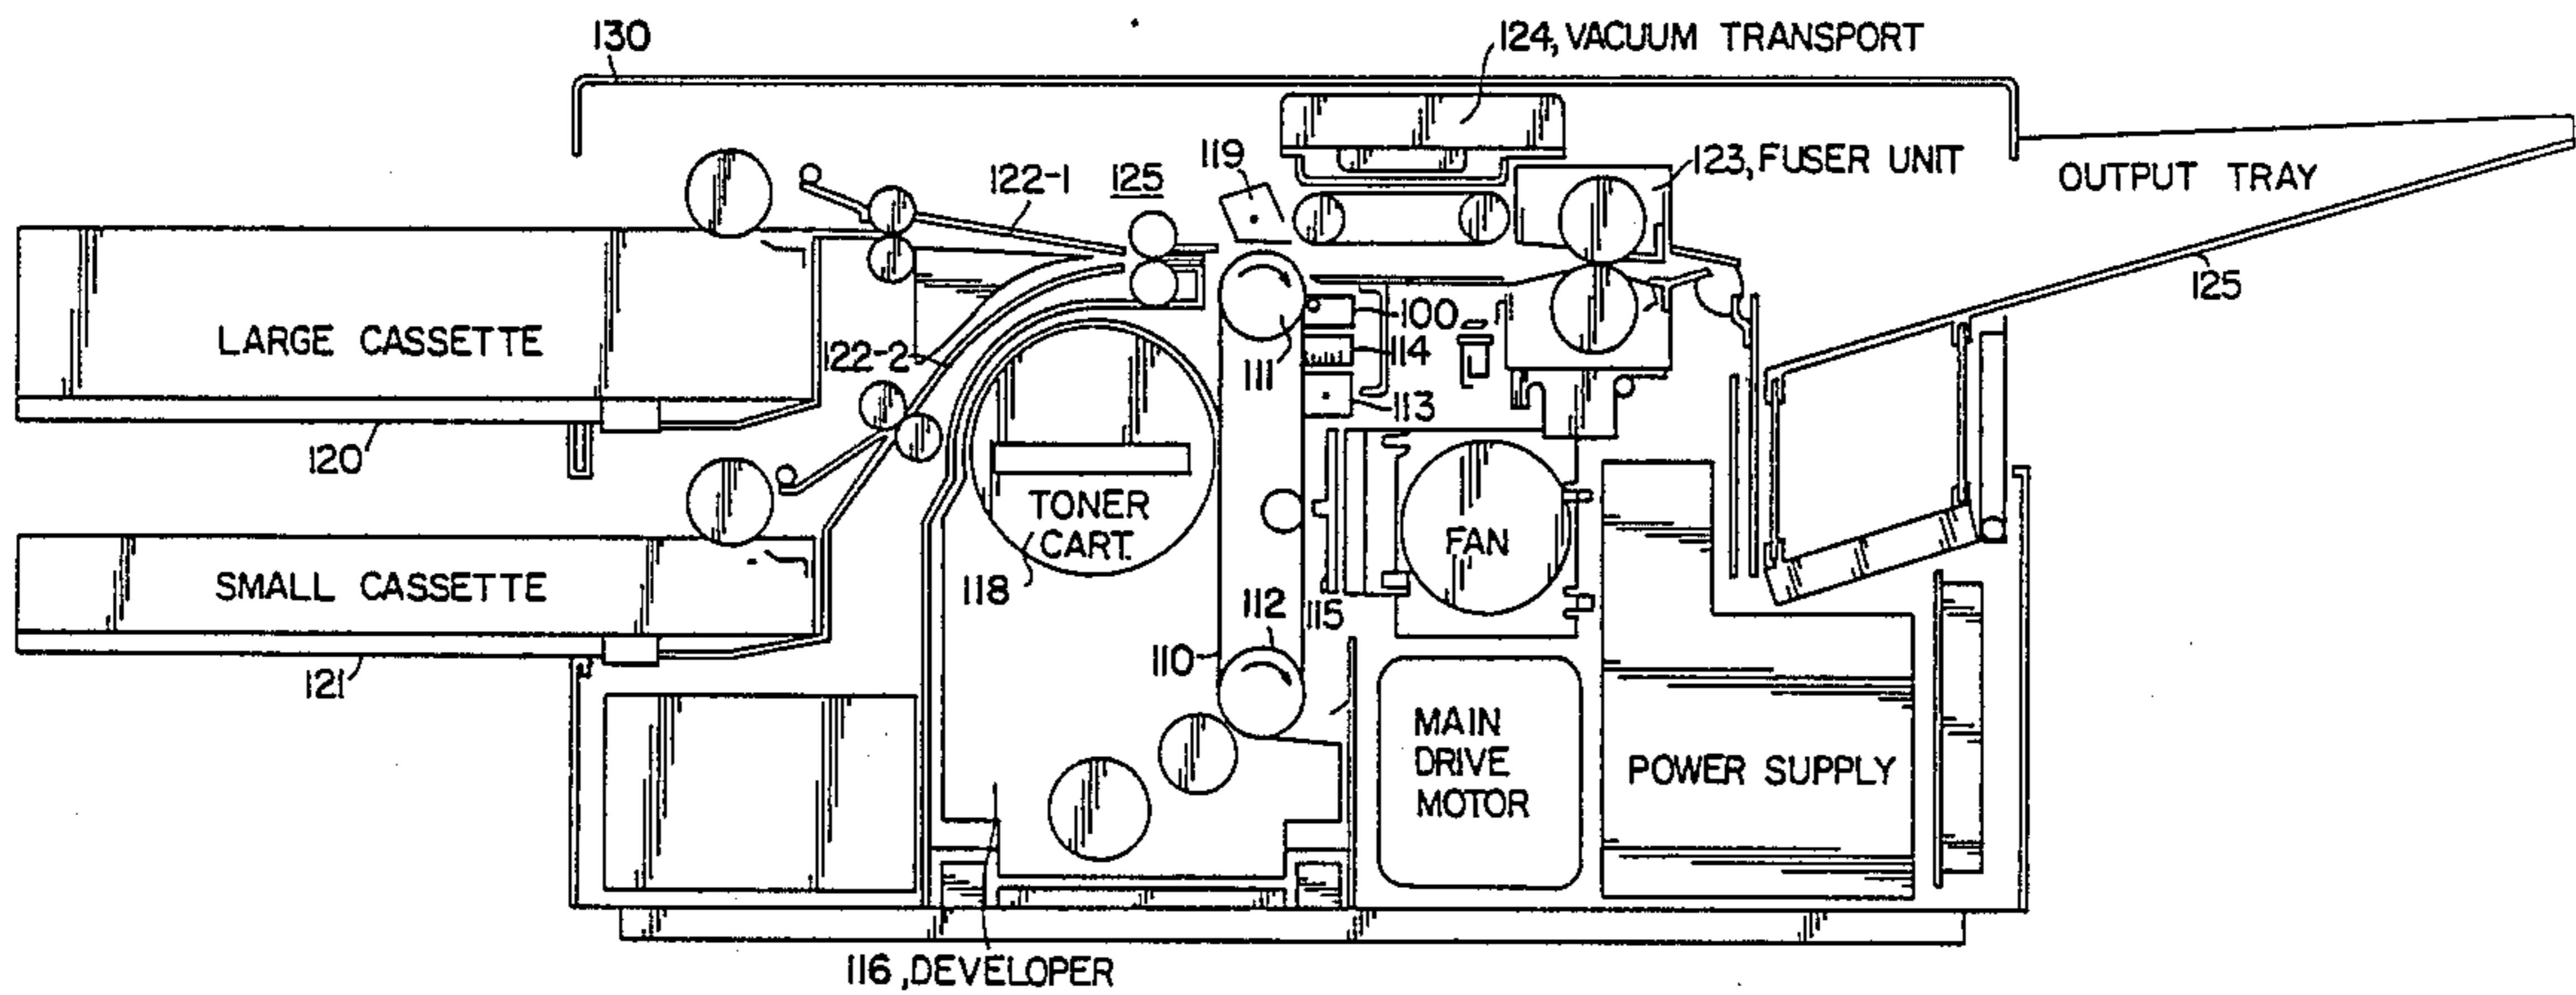 130
124, VACUUM TRANSPORT
119
123, FUSER UNIT
122-1
125
OUTPUT TRAY
125
LARGE CASSETTE
100
122-2
114
111
113
120
TONER
CART.
FAN
118
SMALL CASSETTE
112
115
110
121
MAIN
DRIVE
MOTOR
POWER SUPPLY
116, DEVELOPER